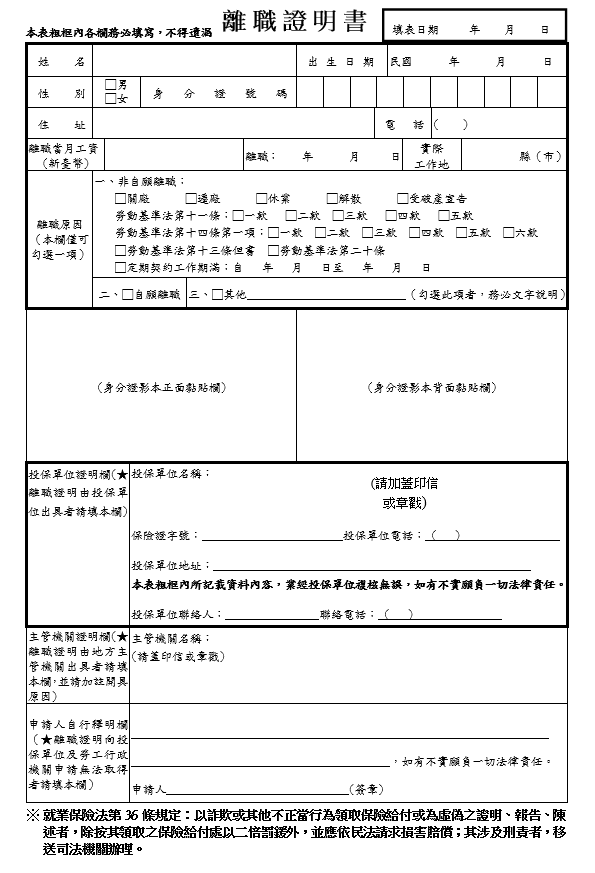 離職證明書
本表粗框內各欄務必填寫，不得遺漏
填表日期　年　月　日
姓名
出生日期
民國　年　月　日
性別
□男
□女
身分證號碼
住址
電話
(　)
離職當月工資
（新臺幣）
離職：　年　月　日
實際
工作地
縣（市）
離職原因
（本欄僅可
勾選一項）
一、非自願離職：
□關廠　□遷廠　□休業　□解散　□受破產宣告
勞動基準法第十一條：□一款　□二款　□三款　□四款　□五款
勞動基準法第十四條第一項：□一款　□二款　□三款　□四款　□五款　□六款
□勞動基準法第十三條但書　□勞動基準法第二十條
□定期契約工作期滿：自　年　月　日至　年　月　日
二、□自願離職
三、□其他　（勾選此項者，務必文字說明）
（身分證影本正面黏貼欄）
（身分證影本背面黏貼欄）
投保單位證明欄(★
離職證明由投保單
位出具者請填本欄)
投保單位名稱：
(請加蓋印信
或章戳)
保險證字號：　投保單位電話：（　）
投保單位地址：
本表粗框內所記載資料內容，業經投保單位複核無誤，如有不實願負一切法律責任。
投保單位聯絡人：　聯絡電話：（　）
主管機關證明欄(★
離職證明由地方主
管機關出具者請填
本欄，並請加註開具
原因)
主管機關名稱：
(請蓋印信或章戳)
申請人自行釋明欄
（★離職證明向投
保單位及勞工行政
機關申請無法取得
者請填本欄）
，如有不實願負一切法律責任。
申請人　(簽章)
※ 就業保險法第 36 條規定：以詐欺或其他不正當行為領取保險給付或為虛偽之證明、報告、陳
述者，除按其領取之保險給付處以二倍罰鍰外，並應依民法請求損害賠償；其涉及刑責者，移
送司法機關辦理。